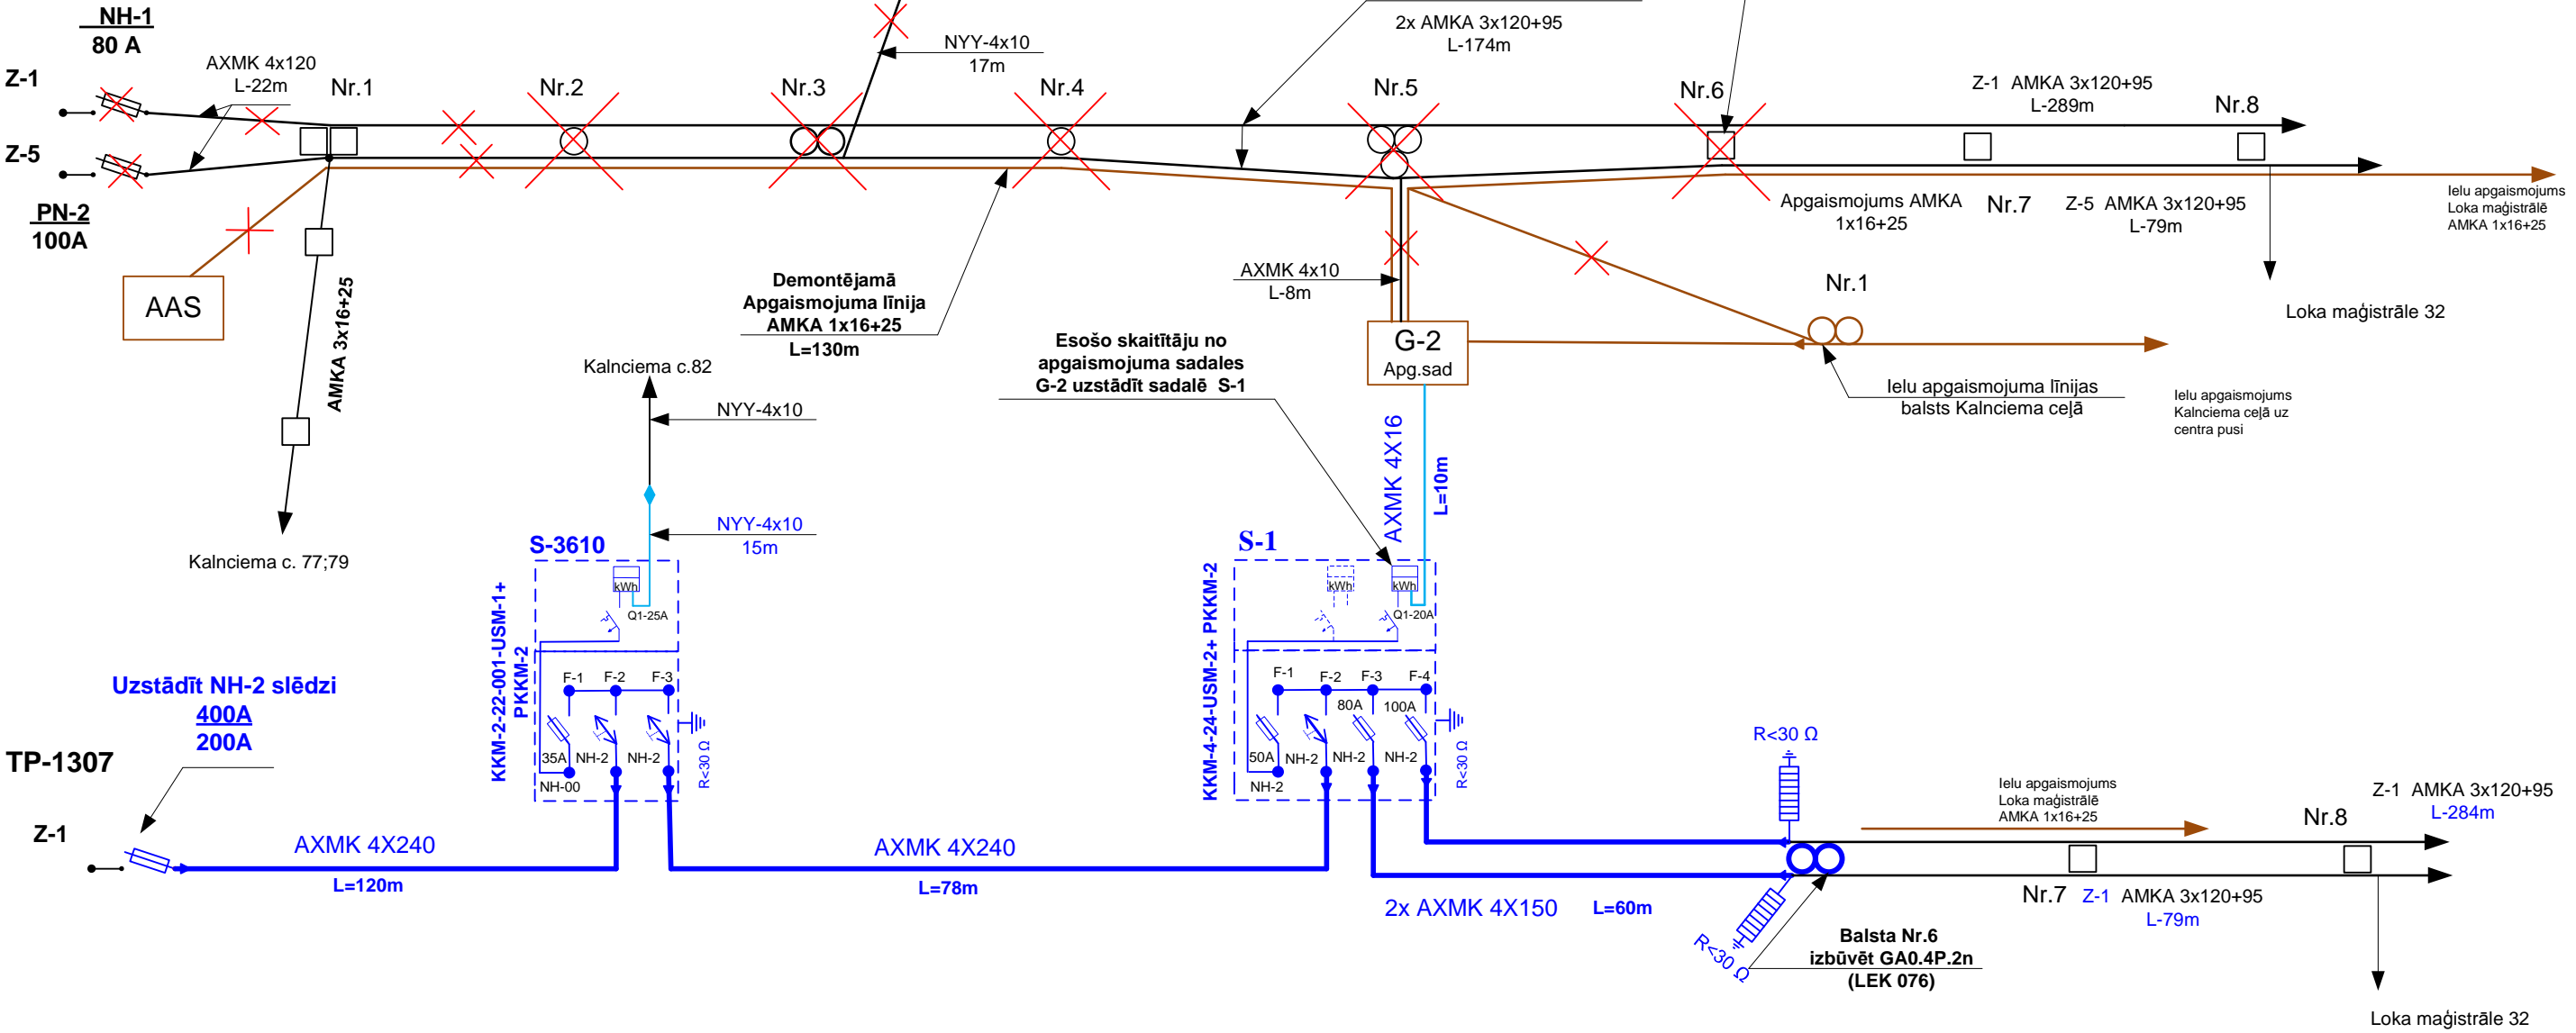 NH-1
80 A
Z-1
AXMK 4x120
L-22m
Nr.1
Nr.2
Nr.3
NYY-4x10
17m
Nr.4
2x AMKA 3x120+95
L-174m
Nr.5
Nr.6
Z-1 AMKA 3x120+95
L-289m
Nr.8
Z-5
PN-2
100A
AAS
AMKA 3x16+25
Kalnciema c. 77;79
Demontējamā
Apgaismojuma līnija
AMKA 1x16+25
L=130m
AXMK 4x10
L-8m
G-2
Apg.sad
Apgaismojums AMKA
1x16+25
Nr.7
Z-5 AMKA 3x120+95
L-79m
Ielu apgaismojums
Loka maģistrālē
AMKA 1x16+25
Loka maģistrāle 32
Nr.1
Ielu apgaismojuma līnijas
balsts Kalnciema ceļā
Ielu apgaismojums
Kalnciema ceļā uz
centra pusi
Esošo skaitītāju no
apgaismojuma sadales
G-2 uzstādīt sadalē S-1
Kalnciema c.82
NYY-4x10
NYY-4x10
15m
AXMK 4X16
L=10m
S-3610
KKM-2-22-001-USM-1+
PKKM-2
kWh
Q1-25A
F-1
F-2
F-3
35A
NH-2
NH-2
NH-00
R<30 Ω
S-1
KKM-4-24-USM-2+ PKKM-2
kWh
kWh
Q1-20A
F-1
F-2
F-3
F-4
80A
100A
50A
NH-2
NH-2
NH-2
NH-2
R<30 Ω
Uzstādīt NH-2 slēdzi
400A
200A
TP-1307
Z-1
AXMK 4X240
L=120m
AXMK 4X240
L=78m
2x AXMK 4X150
L=60m
R<30 Ω
R<30 Ω
Ielu apgaismojums
Loka maģistrālē
AMKA 1x16+25
Nr.8
Z-1 AMKA 3x120+95
L-284m
Nr.7
Z-1 AMKA 3x120+95
L-79m
Balsta Nr.6
izbūvēt GA0.4P.2n
(LEK 076)
Loka maģistrāle 32